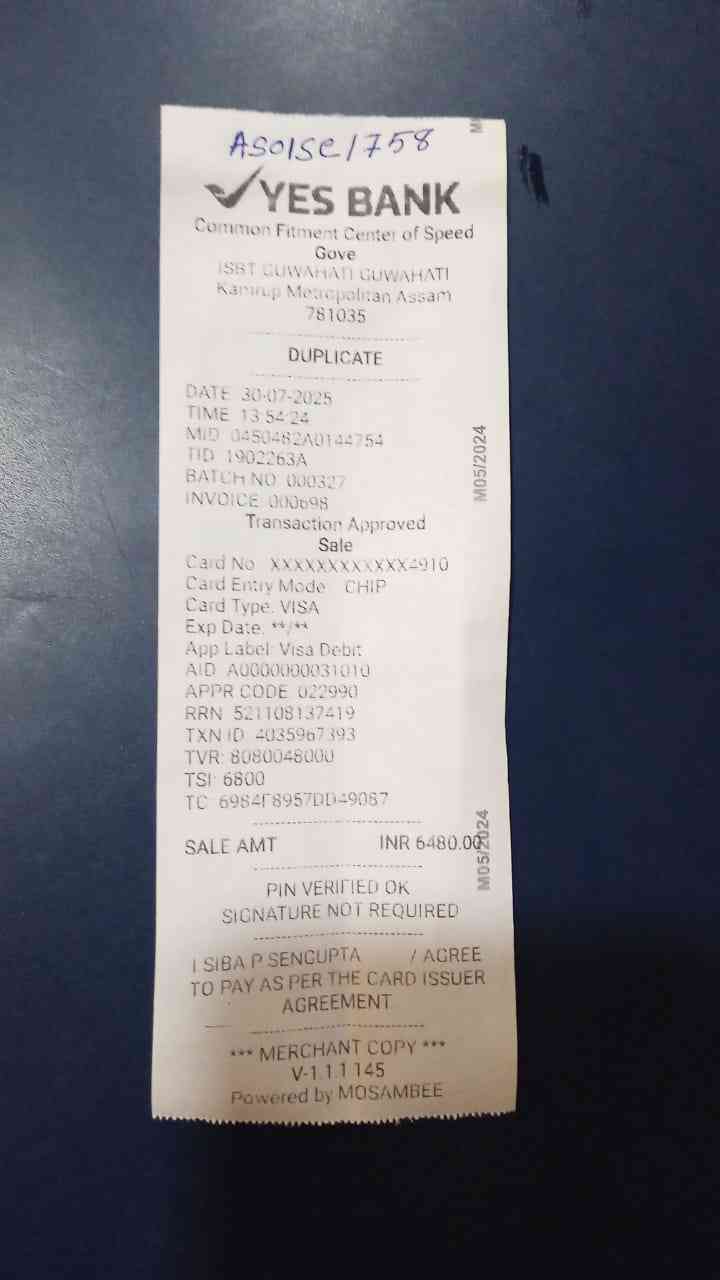 AS01SC1758
YES BANK
Common Fitment Center of Speed
Gove
ISBT GUWAHATI GUWAHATI
Kamrup Metropolitan Assam
781035
DUPLICATE
DATE 30-07-2025
TIME 13:54:24
MID 0450482A0144754
TID 1902263A
BATCH NO 000327
INVOICE 000698
Transaction Approved
Sale
Card No XXXXXXXXXXXX4910
Card Entry Mode CHIP
Card Type: VISA
Exp Date: **/**
App Label: Visa Debit
AID A0000000031010
APPR CODE 022990
RRN 521108137419
TXN ID 4035967393
TVR: 8080048000
TSI: 6800
TC 6984F8957DD49087
SALE AMT INR 6480.00
PIN VERIFIED OK
SIGNATURE NOT REQUIRED
I SIBA P SENGUPTA / AGREE
TO PAY AS PER THE CARD ISSUER
AGREEMENT
*** MERCHANT COPY ***
V-1.1.1.145
Powered by MOSAMBEE
M05/2024
M05/2024